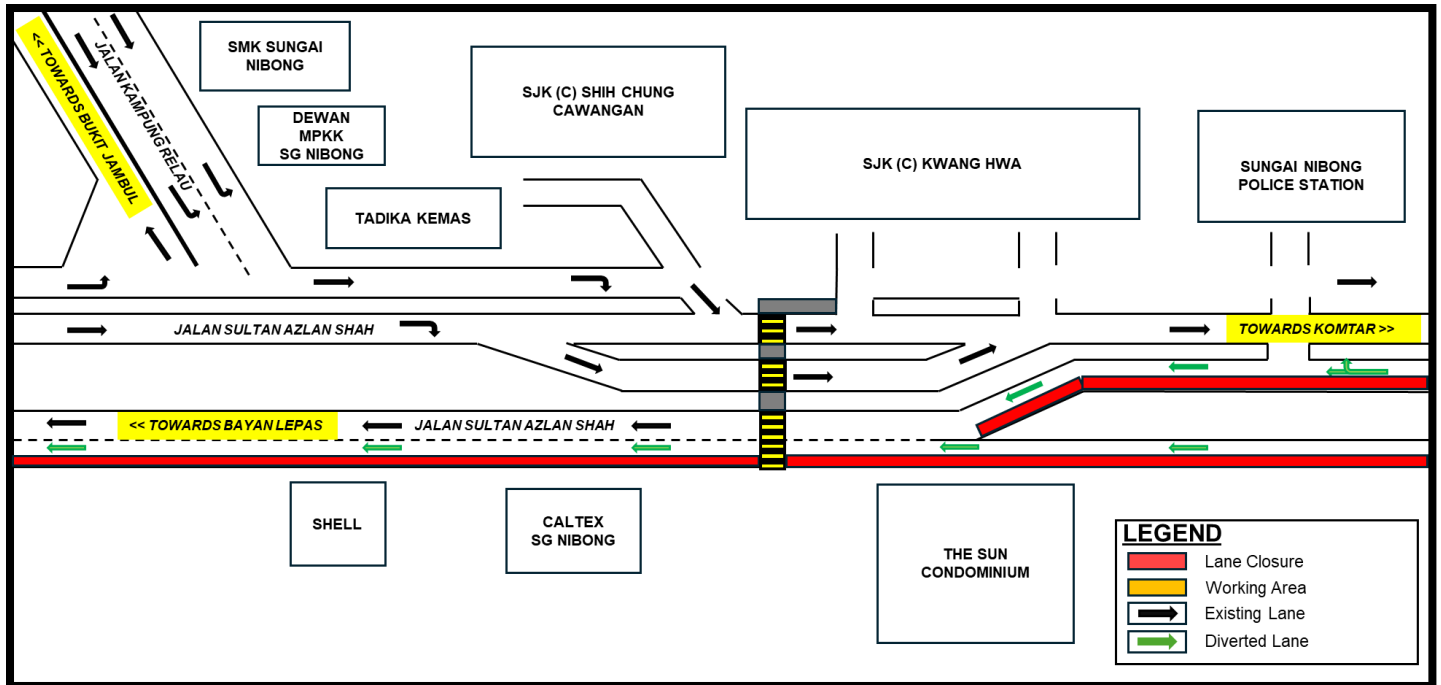 << TOWARDS BUKIT JAMBUL
JALAN KAMPUNG RELAU
SMK SUNGAI
NIBONG
DEWAN
MPKK
SG NIBONG
TADIKA KEMAS
SJK (C) SHIH CHUNG
CAWANGAN
SJK (C) KWANG HWA
SUNGAI NIBONG
POLICE STATION
JALAN SULTAN AZLAN SHAH
TOWARDS KOMTAR >>
<< TOWARDS BAYAN LEPAS
JALAN SULTAN AZLAN SHAH
SHELL
CALTEX
SG NIBONG
THE SUN
CONDOMINIUM
LEGEND
Lane Closure
Working Area
Existing Lane
Diverted Lane